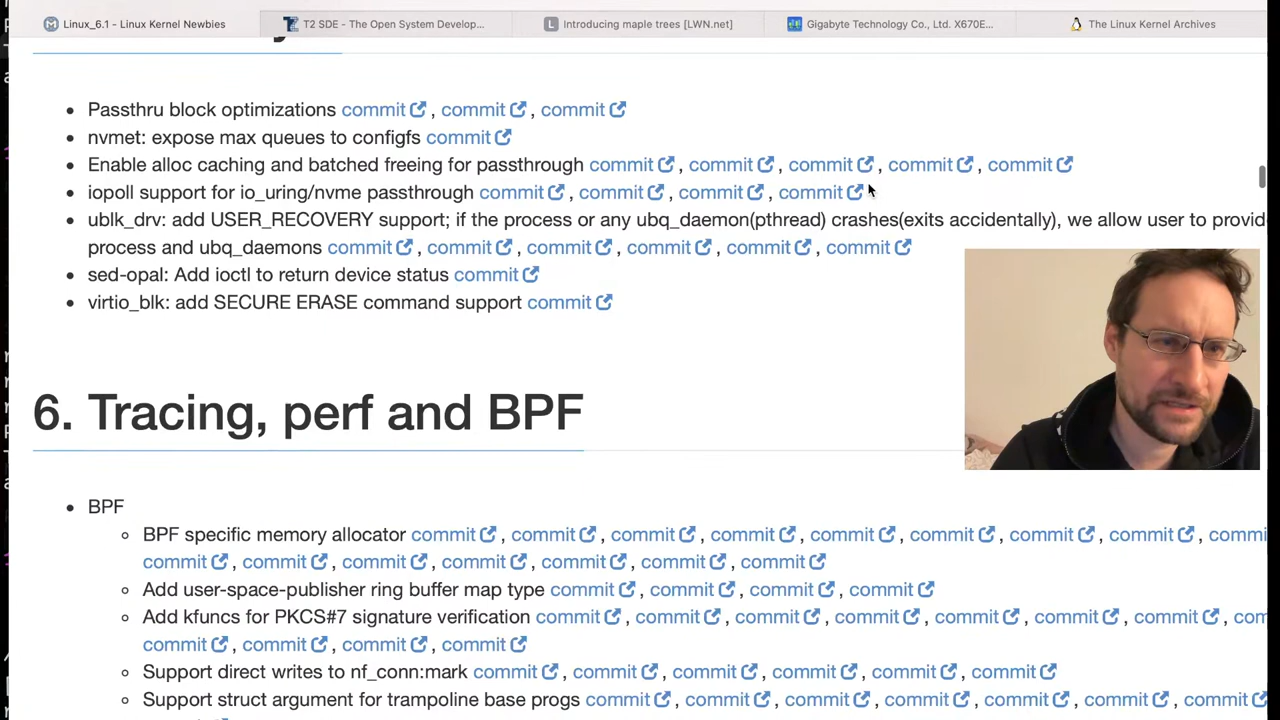 Linux_6.1 - Linux Kernel Newbies
T2 SDE - The Open System Develop...
Introducing maple trees [LWN.net]
Gigabyte Technology Co., Ltd. X670E...
The Linux Kernel Archives
Passthru block optimizations commit , commit , commit
nvmet: expose max queues to configfs commit
Enable alloc caching and batched freeing for passthrough commit , commit , commit , commit , commit
iopoll support for io_uring/nvme passthrough commit , commit , commit , commit
ublk_drv: add USER_RECOVERY support; if the process or any ubq_daemon(pthread) crashes(exits accidentally), we allow user to provid
process and ubq_daemons commit , commit , commit , commit , commit , commit
sed-opal: Add ioctl to return device status commit
virtio_blk: add SECURE ERASE command support commit
6. Tracing, perf and BPF
BPF
BPF specific memory allocator commit , commit , commit , commit , commit , commit , commit , commit , commi
commit , commit , commit , commit , commit , commit , commit
Add user-space-publisher ring buffer map type commit , commit , commit , commit
Add kfuncs for PKCS#7 signature verification commit , commit , commit , commit , commit , commit , commit , com
commit , commit , commit , commit
Support direct writes to nf_conn:mark commit , commit , commit , commit , commit , commit
Support struct argument for trampoline base progs commit , commit , commit , commit , commit , commit , commit